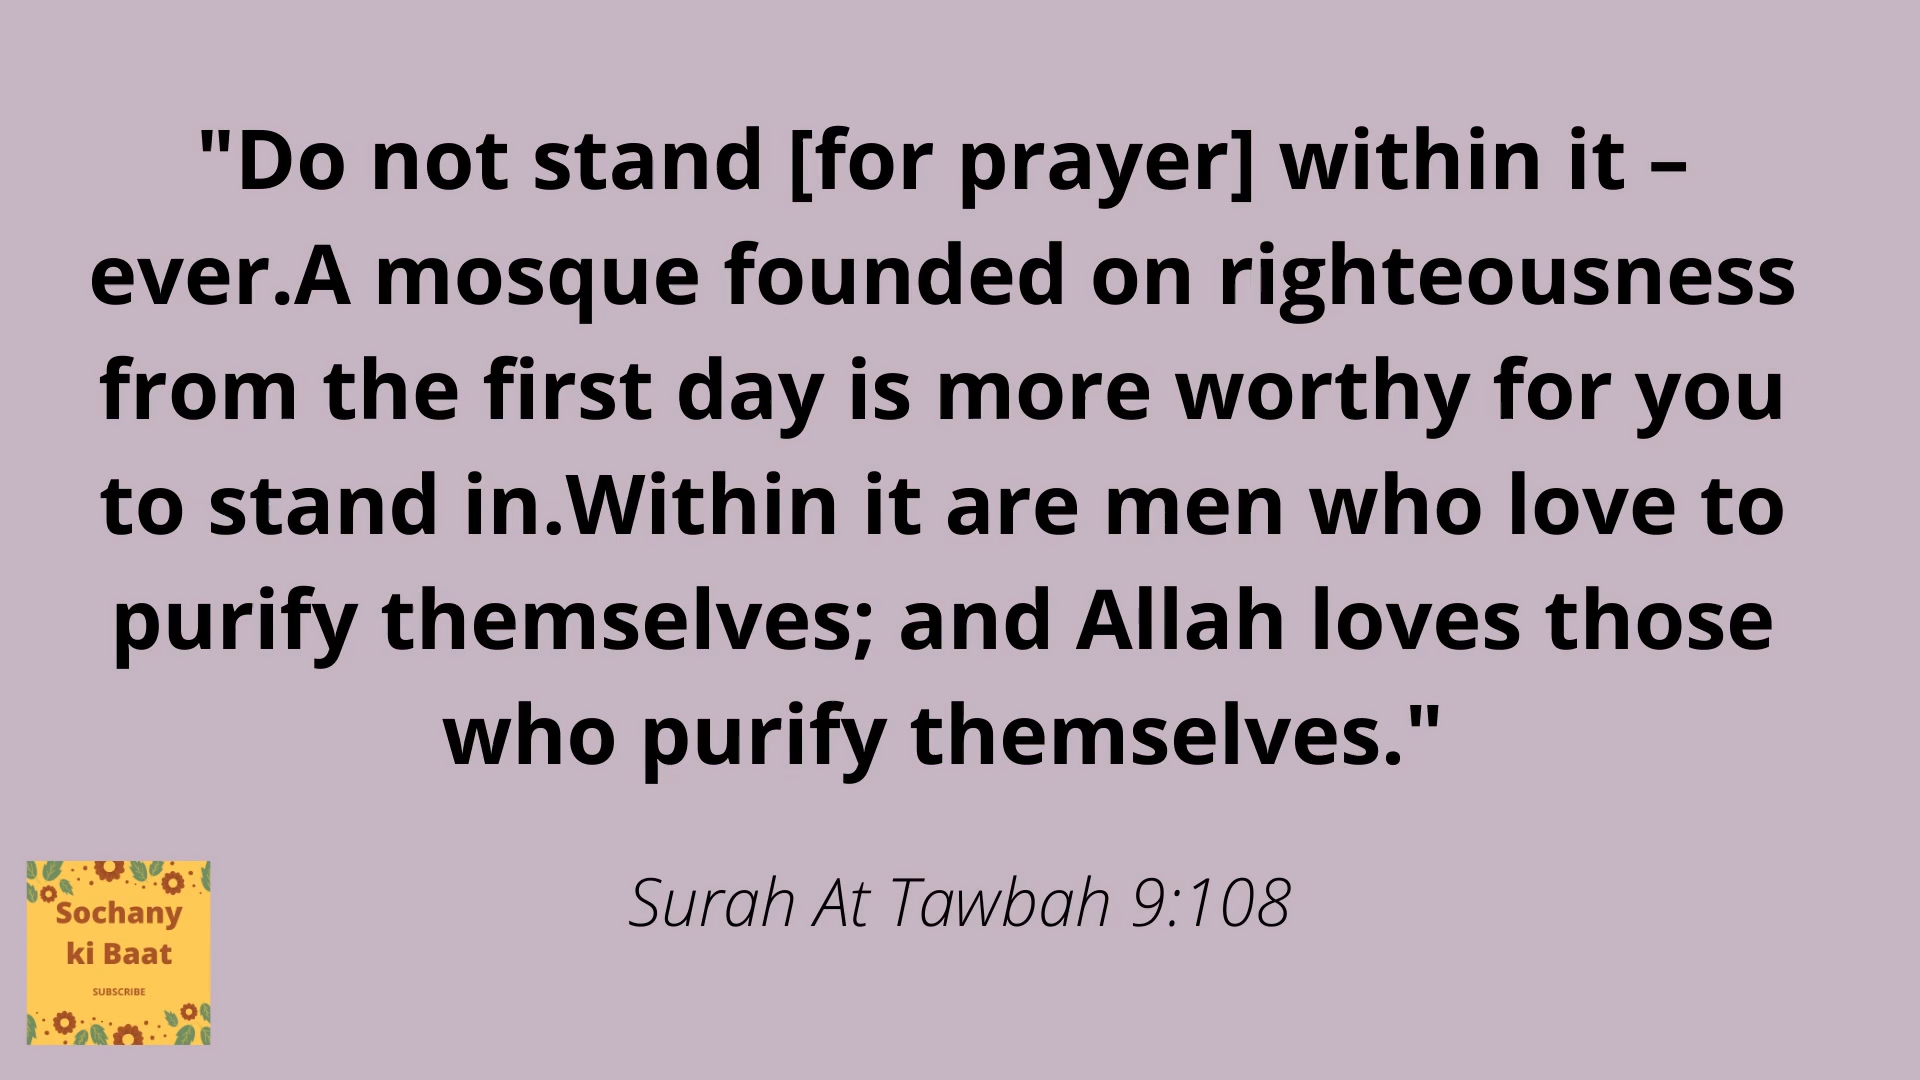 "Do not stand [for prayer] within it –
ever.A mosque founded on righteousness
from the first day is more worthy for you
to stand in.Within it are men who love to
purify themselves; and Allah loves those
who purify themselves."
Surah At Tawbah 9:108
Sochany
ki Baat
SUBSCRIBE